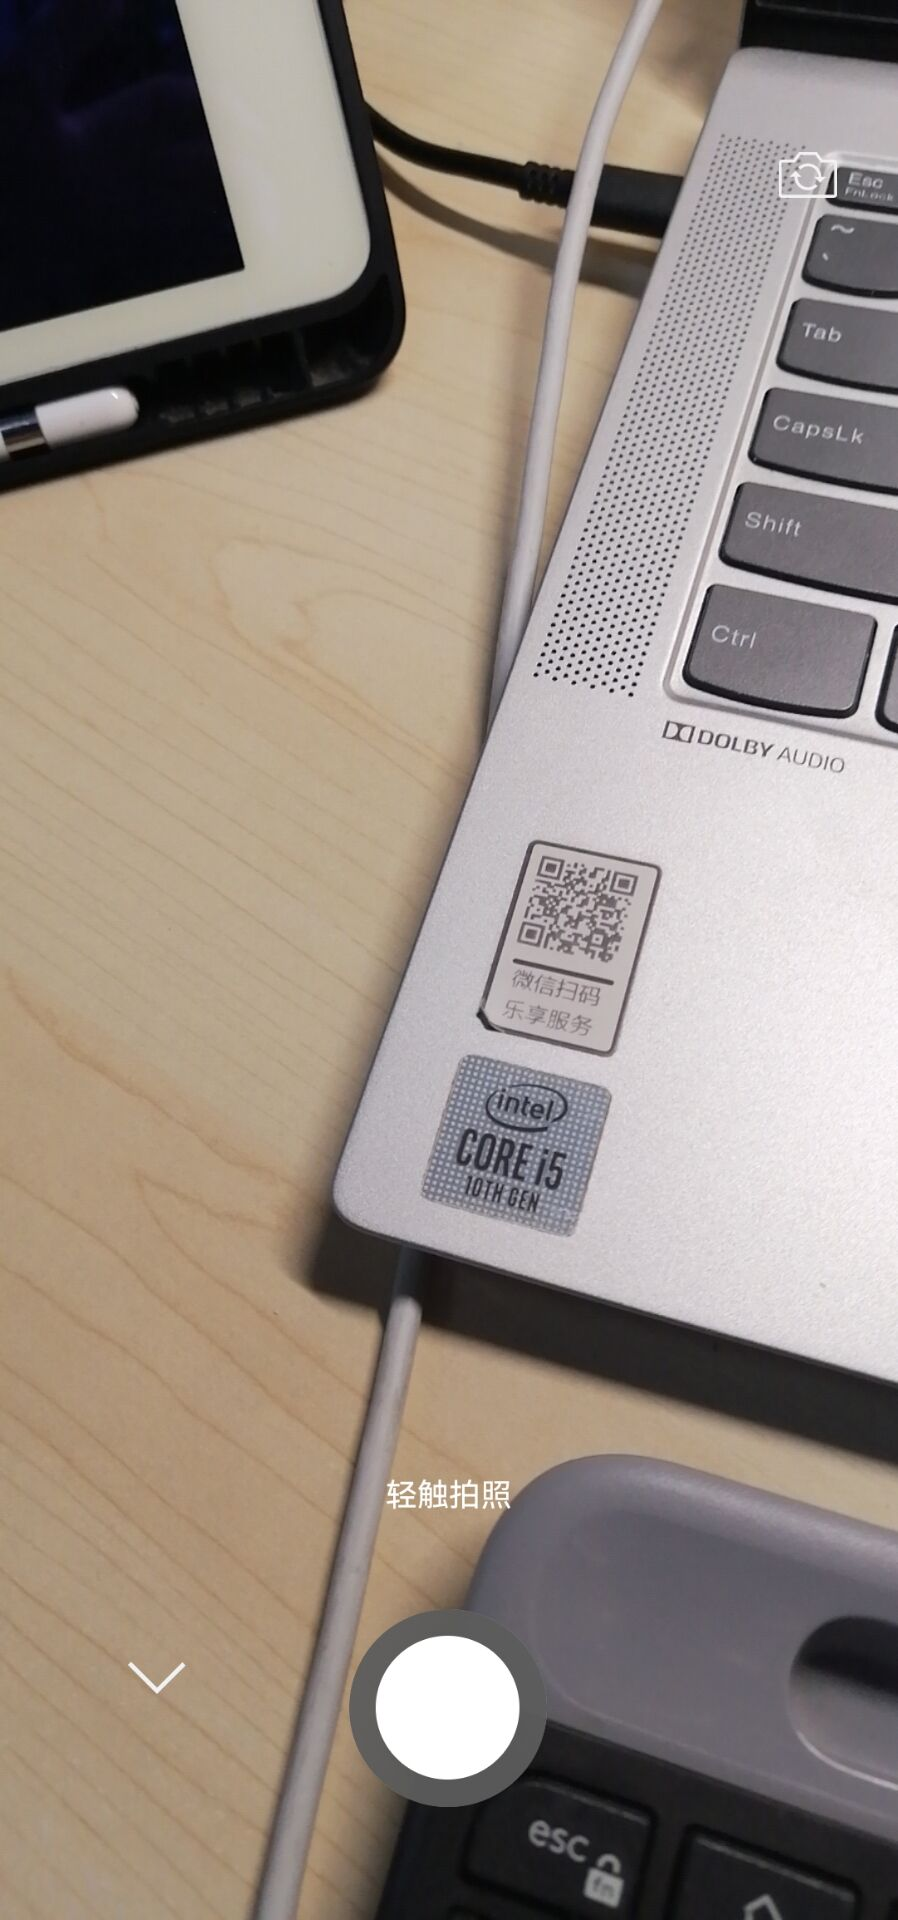 Esc
FnLock
~
`
Tab
CapsLk
Shift
Ctrl
DOLBY AUDIO
微信扫码
乐享服务
intel
CORE i5
10TH GEN
轻触拍照
esc
fn